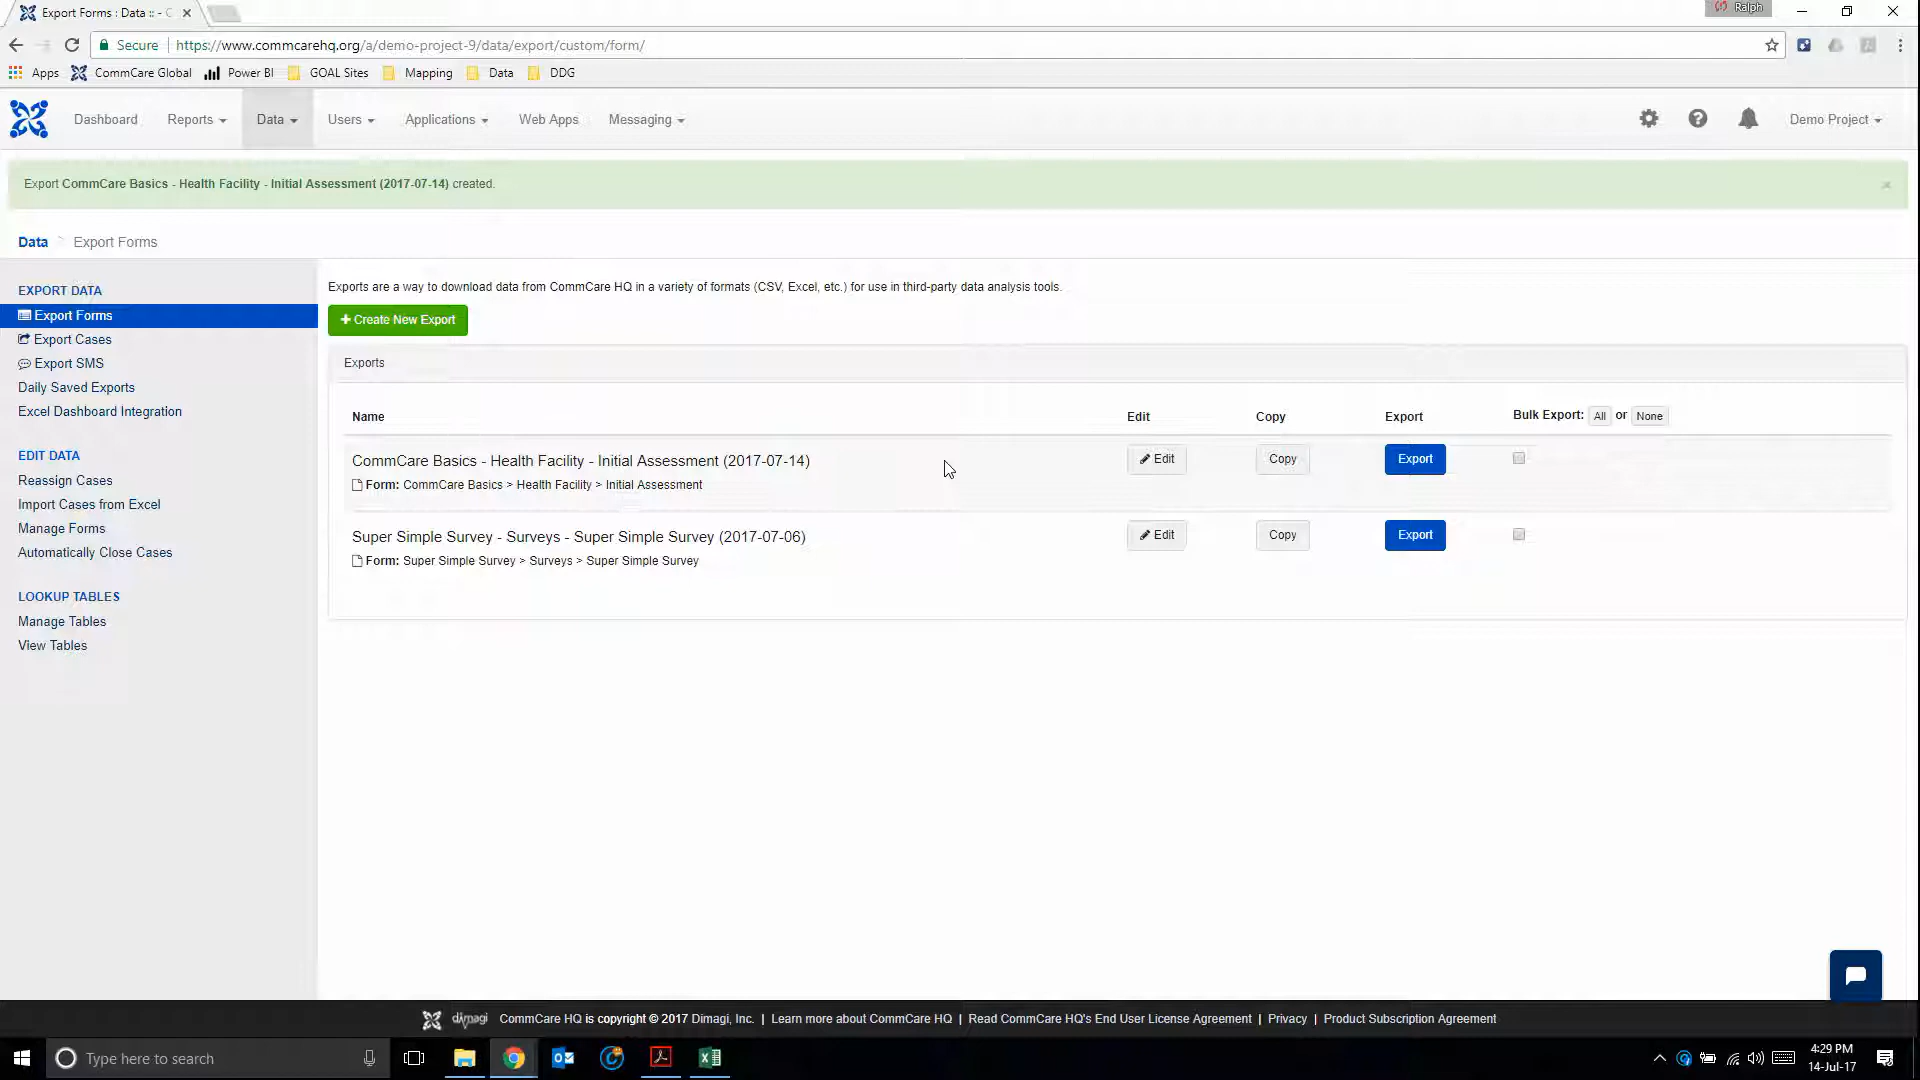 Export Forms : Data :: - C
Ralph
Secure https://www.commcarehq.org/a/demo-project-9/data/export/custom/form/
Apps CommCare Global Power BI GOAL Sites Mapping Data DDG
Dashboard Reports Data Users Applications Web Apps Messaging Demo Project
Export CommCare Basics - Health Facility - Initial Assessment (2017-07-14) created.
Data > Export Forms
EXPORT DATA
Export Forms
Export Cases
Export SMS
Daily Saved Exports
Excel Dashboard Integration
EDIT DATA
Reassign Cases
Import Cases from Excel
Manage Forms
Automatically Close Cases
LOOKUP TABLES
Manage Tables
View Tables
Exports are a way to download data from CommCare HQ in a variety of formats (CSV, Excel, etc.) for use in third-party data analysis tools.
+ Create New Export
Exports
Name Edit Copy Export Bulk Export: All or None
CommCare Basics - Health Facility - Initial Assessment (2017-07-14) Edit Copy Export
Form: CommCare Basics > Health Facility > Initial Assessment
Super Simple Survey - Surveys - Super Simple Survey (2017-07-06) Edit Copy Export
Form: Super Simple Survey > Surveys > Super Simple Survey
dimagi CommCare HQ is copyright © 2017 Dimagi, Inc. | Learn more about CommCare HQ | Read CommCare HQ's End User License Agreement | Privacy | Product Subscription Agreement
Type here to search
4:29 PM
14-Jul-17